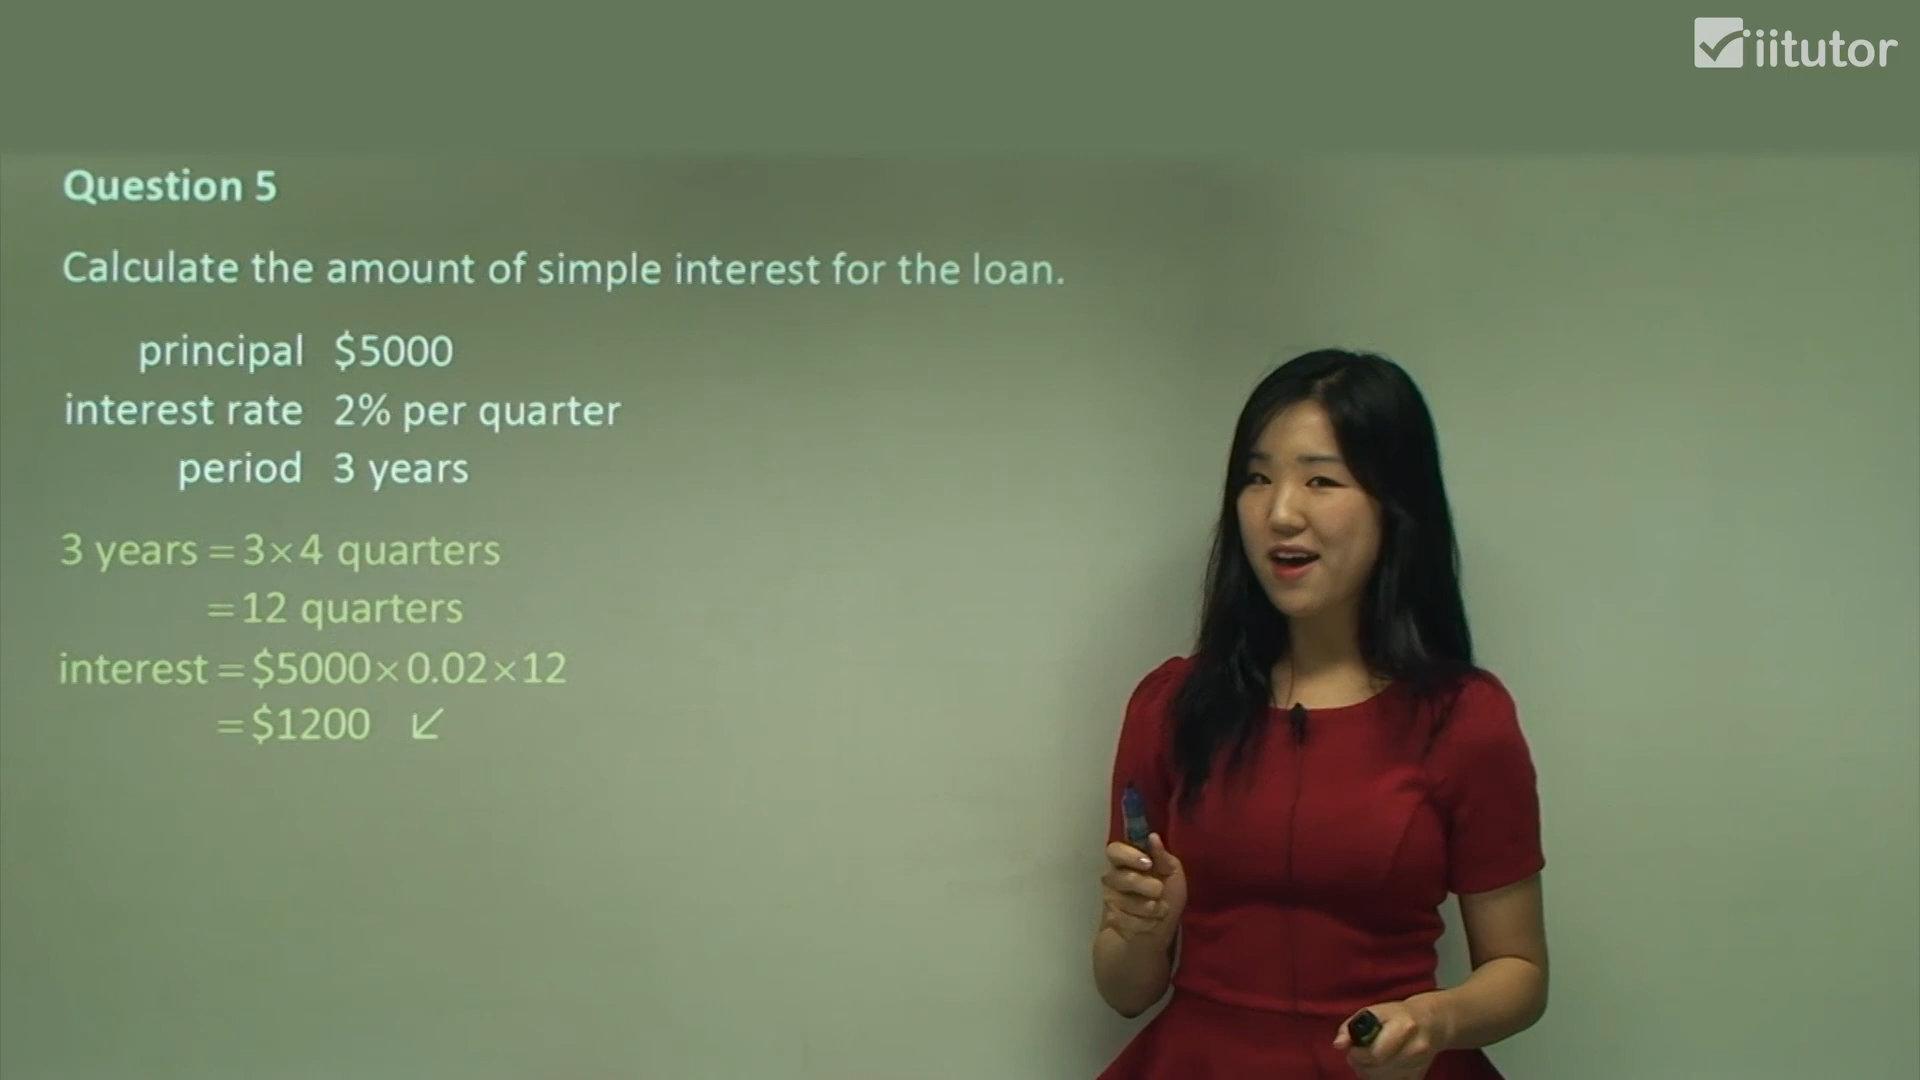 iitutor
Question 5
Calculate the amount of simple interest for the loan.
principal $5000
interest rate 2% per quarter
period 3 years
3 years = 3×4 quarters
= 12 quarters
interest = $5000×0.02×12
= $1200 ↙